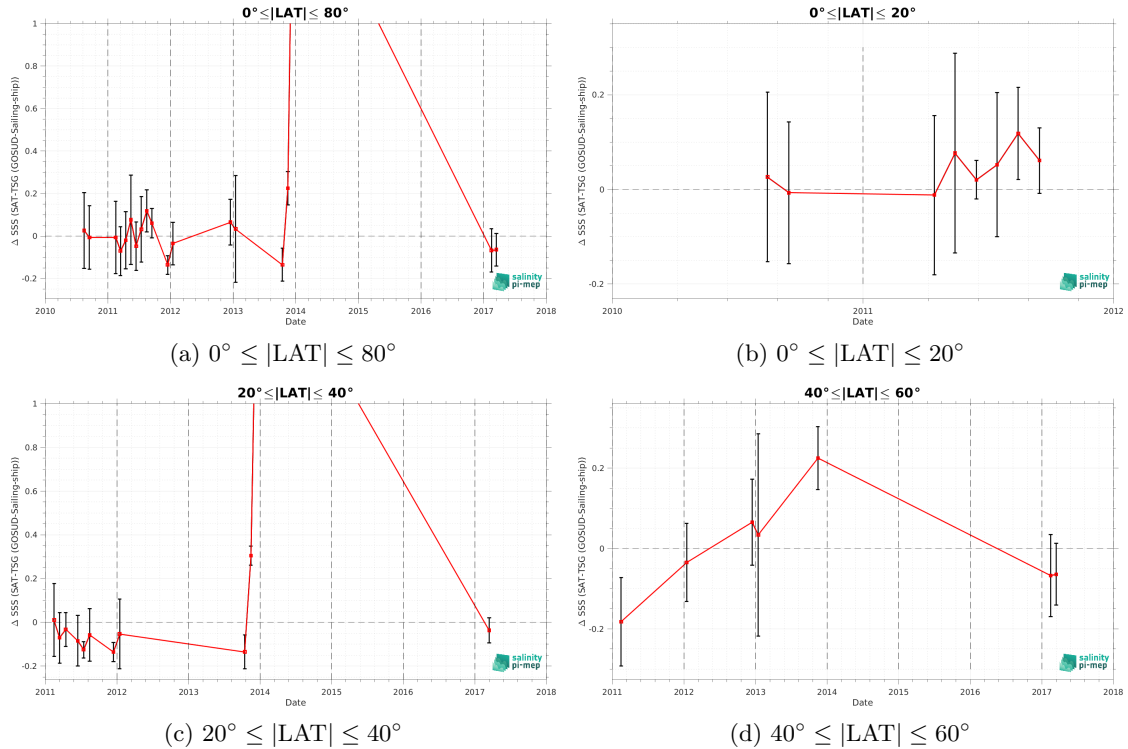 0°≤|LAT|≤ 80°
Δ SSS (SAT-TSG (GOSUD-Sailing-ship))
1
0.8
0.6
0.4
0.2
0
-0.2
2010 2011 2012 2013 2014 2015 2016 2017 2018
Date
salinity
pi-mep
(a) 0° ≤ |LAT| ≤ 80°
0°≤|LAT|≤ 20°
Δ SSS (SAT-TSG (GOSUD-Sailing-ship))
0.2
0
-0.2
2010 2011 2012
Date
salinity
pi-mep
(b) 0° ≤ |LAT| ≤ 20°
20°≤|LAT|≤ 40°
Δ SSS (SAT-TSG (GOSUD-Sailing-ship))
1
0.8
0.6
0.4
0.2
0
-0.2
2011 2012 2013 2014 2015 2016 2017 2018
Date
salinity
pi-mep
(c) 20° ≤ |LAT| ≤ 40°
40°≤|LAT|≤ 60°
Δ SSS (SAT-TSG (GOSUD-Sailing-ship))
0.2
0
-0.2
2011 2012 2013 2014 2015 2016 2017 2018
Date
salinity
pi-mep
(d) 40° ≤ |LAT| ≤ 60°